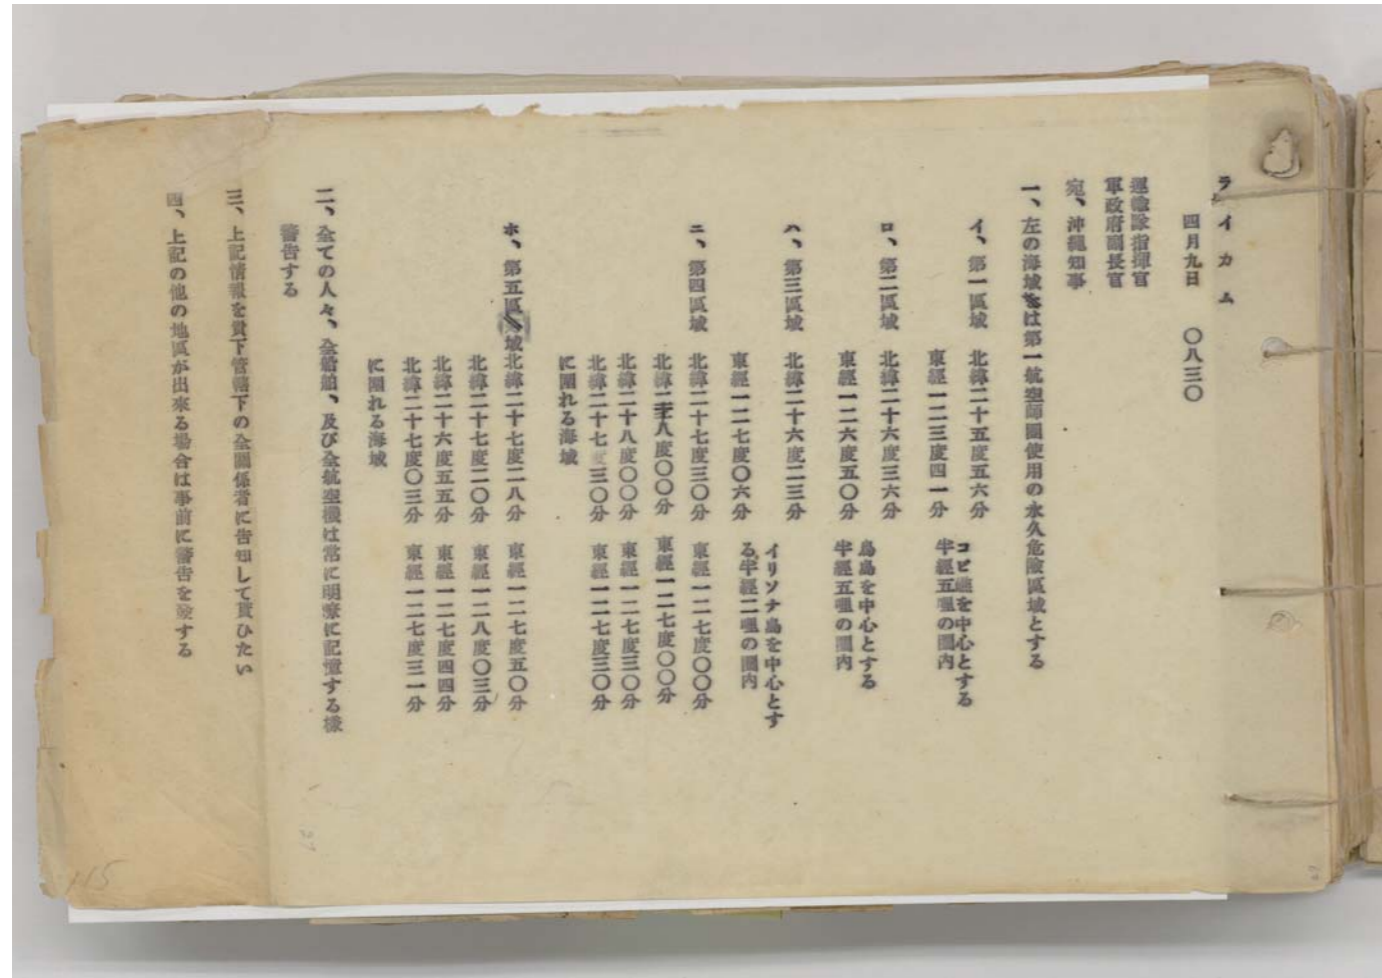 ライカム
四月九日　〇八三〇
運輸隊指揮官
軍政府副長官
宛、沖縄知事
一、左の海域は第一航空師團使用の永久危險區域とする
イ、第一區域　北緯二十五度五六分
東經一二三度四一分
コビ礁を中心とする
半經五哩の圏内
ロ、第二區域　北緯二十六度三六分
東經一二六度五〇分
鳥島を中心とする
半經五哩の圏内
ハ、第三區域　北緯二十六度二三分
東經一二七度〇六分
イリソナ島を中心とす
る半經二哩の圏内
ニ、第四區域　北緯二十七度三〇分　東經一二七度〇〇分
北緯二十八度〇〇分　東經一二七度〇〇分
北緯二十八度〇〇分　東經一二七度三〇分
北緯二十七度三〇分　東經一二七度三〇分
に圍れる海域
ホ、第五區域　北緯二十七度二八分　東經一二七度五〇分
北緯二十七度二〇分　東經一二八度〇三分
北緯二十六度五五分　東經一二七度四四分
北緯二十七度〇三分　東經一二七度三一分
に圍れる海域
二、全ての人々、全船舶、及び全航空機は常に明瞭に記憶する樣
警告する
三、上記情報を貴下管轄下の全關係者に告知して貰ひたい
四、上記の他の地區が出來る場合は事前に警告を發する
115